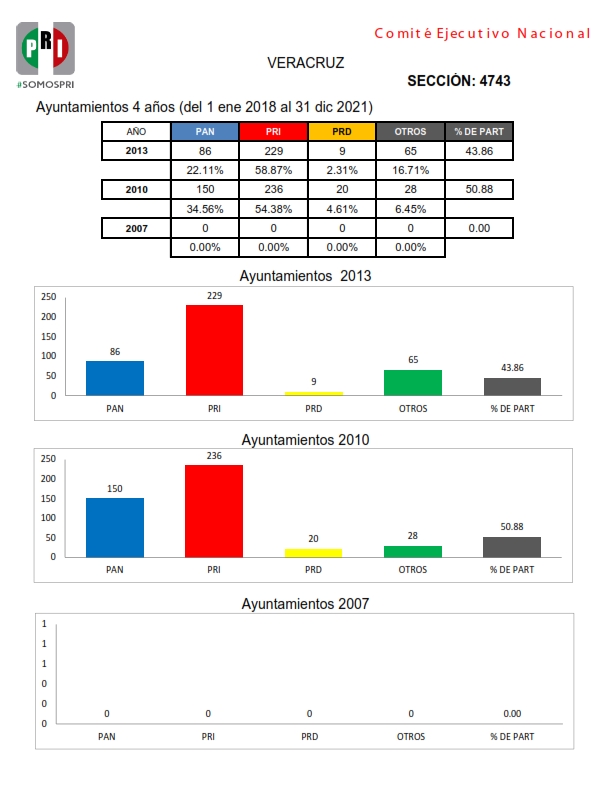 Comité Ejecutivo Nacional
PRI
#SOMOSPRI
VERACRUZ
SECCIÓN: 4743
Ayuntamientos 4 años (del 1 ene 2018 al 31 dic 2021)
AÑO PAN PRI PRD OTROS % DE PART
2013 86 229 9 65 43.86
22.11% 58.87% 2.31% 16.71%
2010 150 236 20 28 50.88
34.56% 54.38% 4.61% 6.45%
2007 0 0 0 0 0.00
0.00% 0.00% 0.00% 0.00%
Ayuntamientos 2013
250
200
150
100
50
0
86 229 9 65 43.86
PAN PRI PRD OTROS % DE PART
Ayuntamientos 2010
250
200
150
100
50
0
150 236 20 28 50.88
PAN PRI PRD OTROS % DE PART
Ayuntamientos 2007
1
1
1
0
0
0
0 0 0 0 0.00
PAN PRI PRD OTROS % DE PART